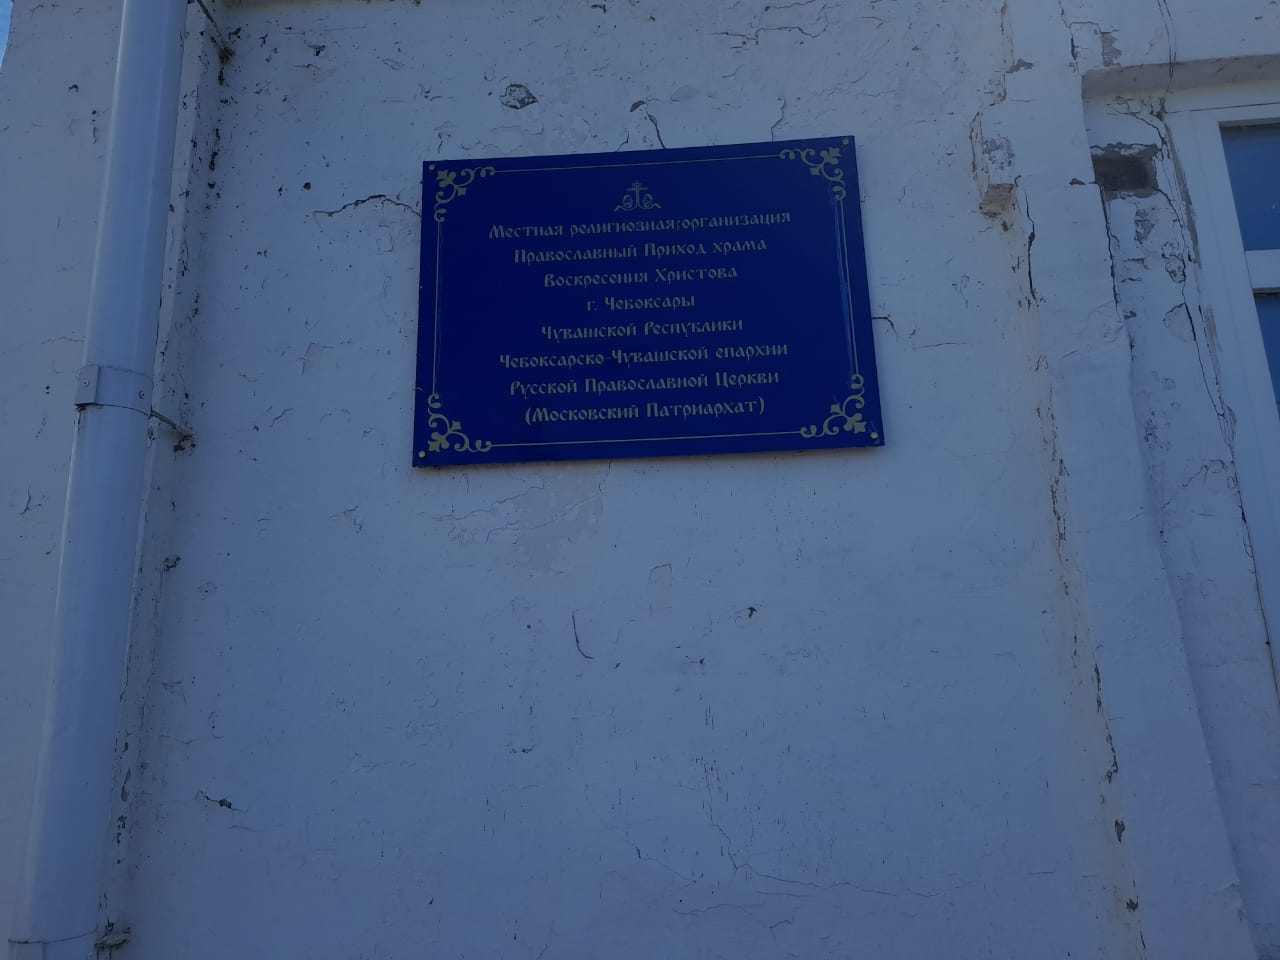 Местная религиозная организация
Православный Приход храма
Воскресения Христова
г. Чебоксары
Чувашской Республики
Чебоксарско-Чувашской епархии
Русской Православной Церкви
(Московский Патриархат)